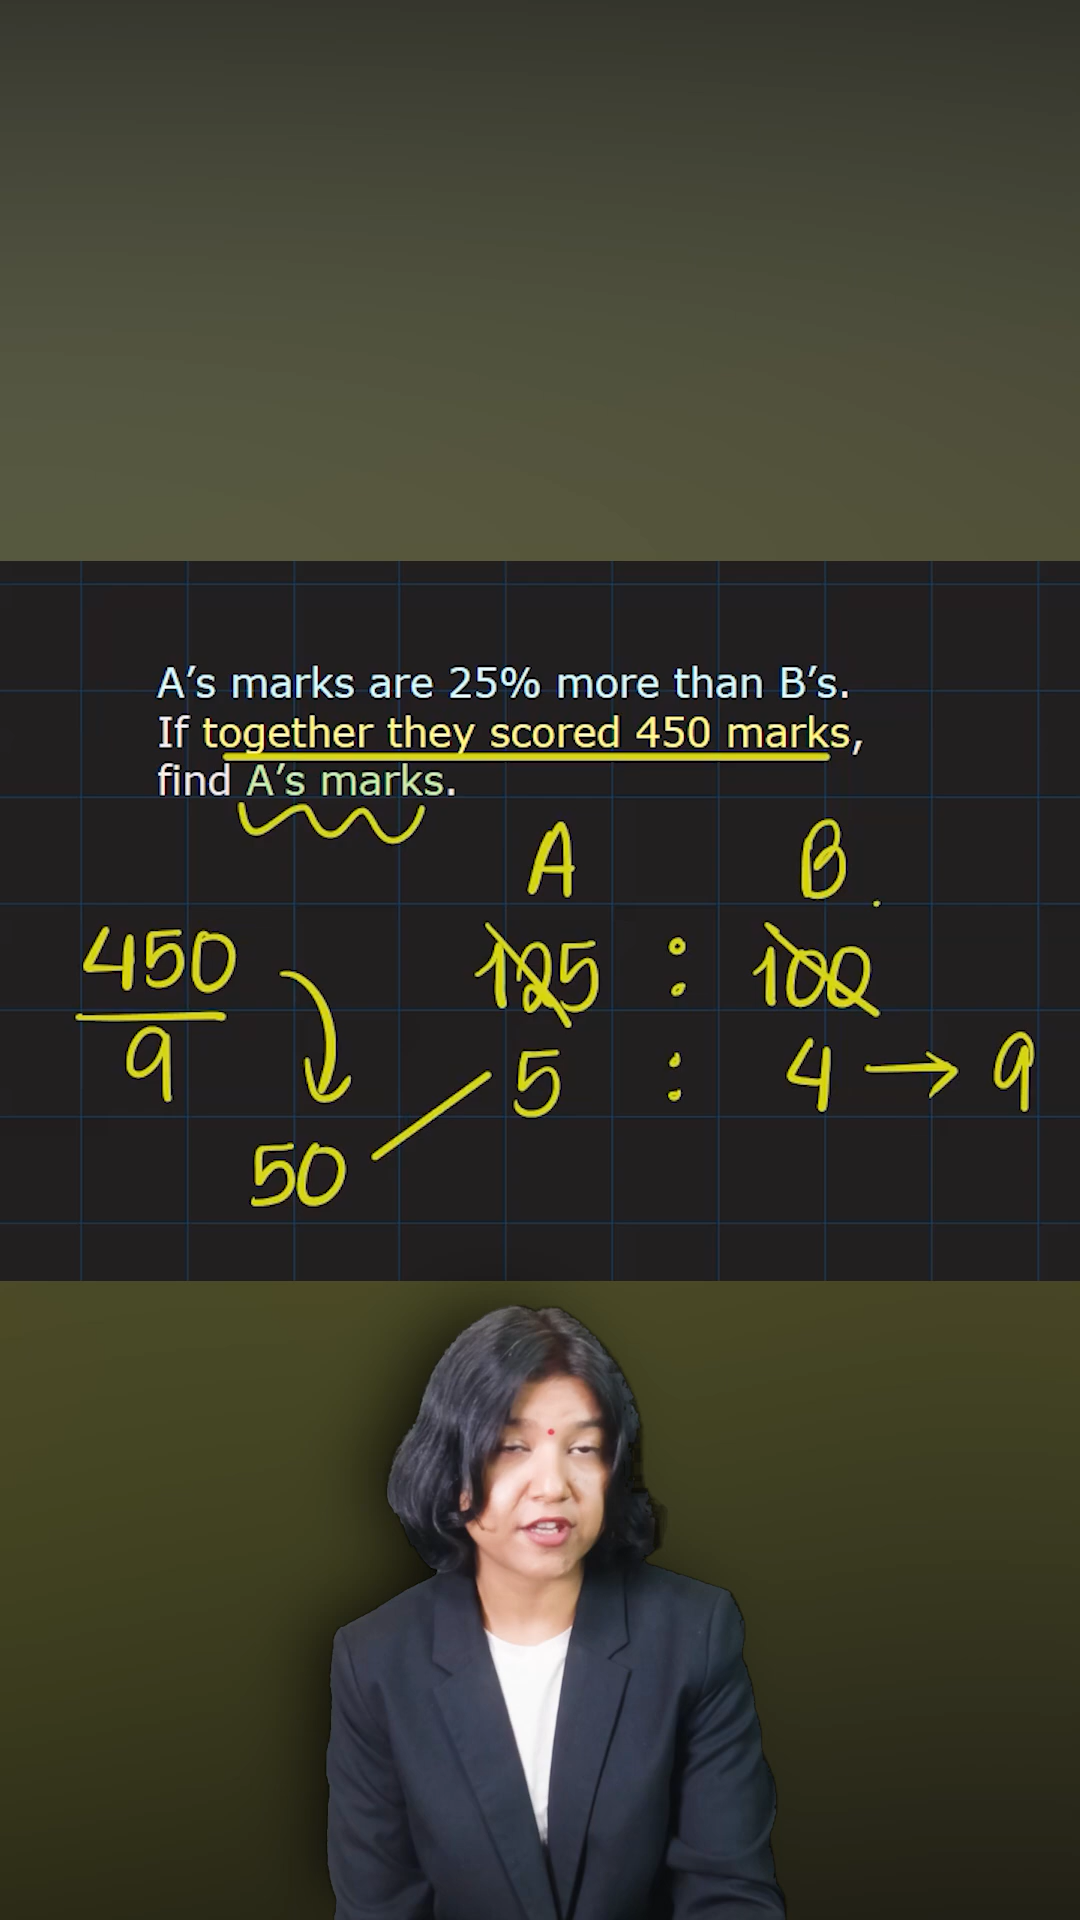 A’s marks are 25% more than B’s.
If together they scored 450 marks,
find A’s marks.
A B
450 125 : 100
9 5 : 4 → 9
50